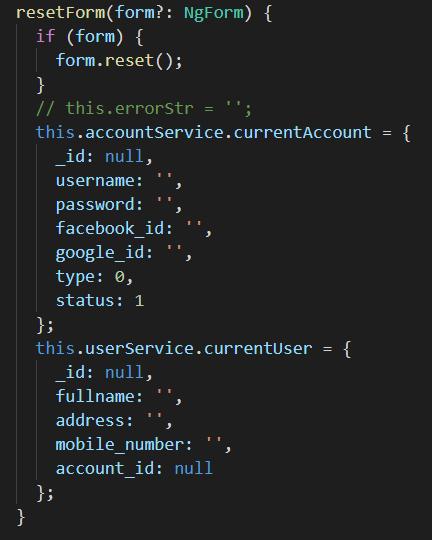 resetForm(form?: NgForm) {
  if (form) {
    form.reset();
  }
  // this.errorStr = '';
  this.accountService.currentAccount = {
    _id: null,
    username: '',
    password: '',
    facebook_id: '',
    google_id: '',
    type: 0,
    status: 1
  };
  this.userService.currentUser = {
    _id: null,
    fullname: '',
    address: '',
    mobile_number: '',
    account_id: null
  };
}